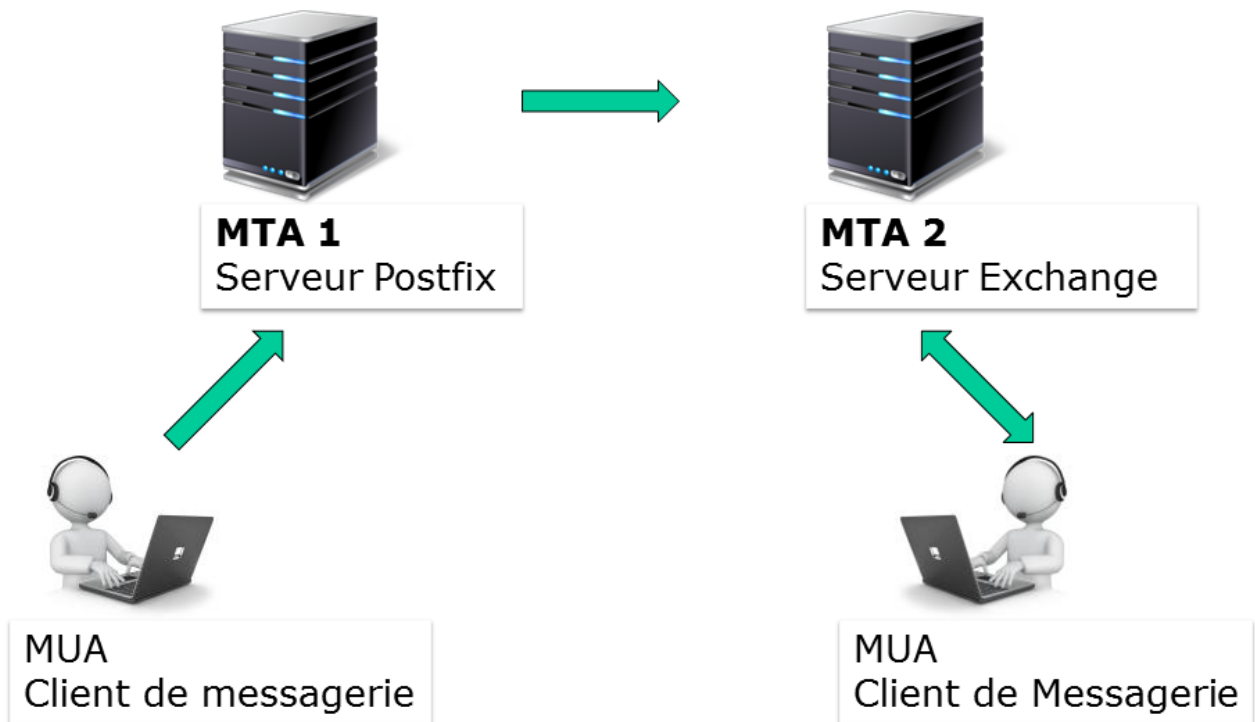 MTA 1
Serveur Postfix
MTA 2
Serveur Exchange
MUA
Client de messagerie
MUA
Client de Messagerie